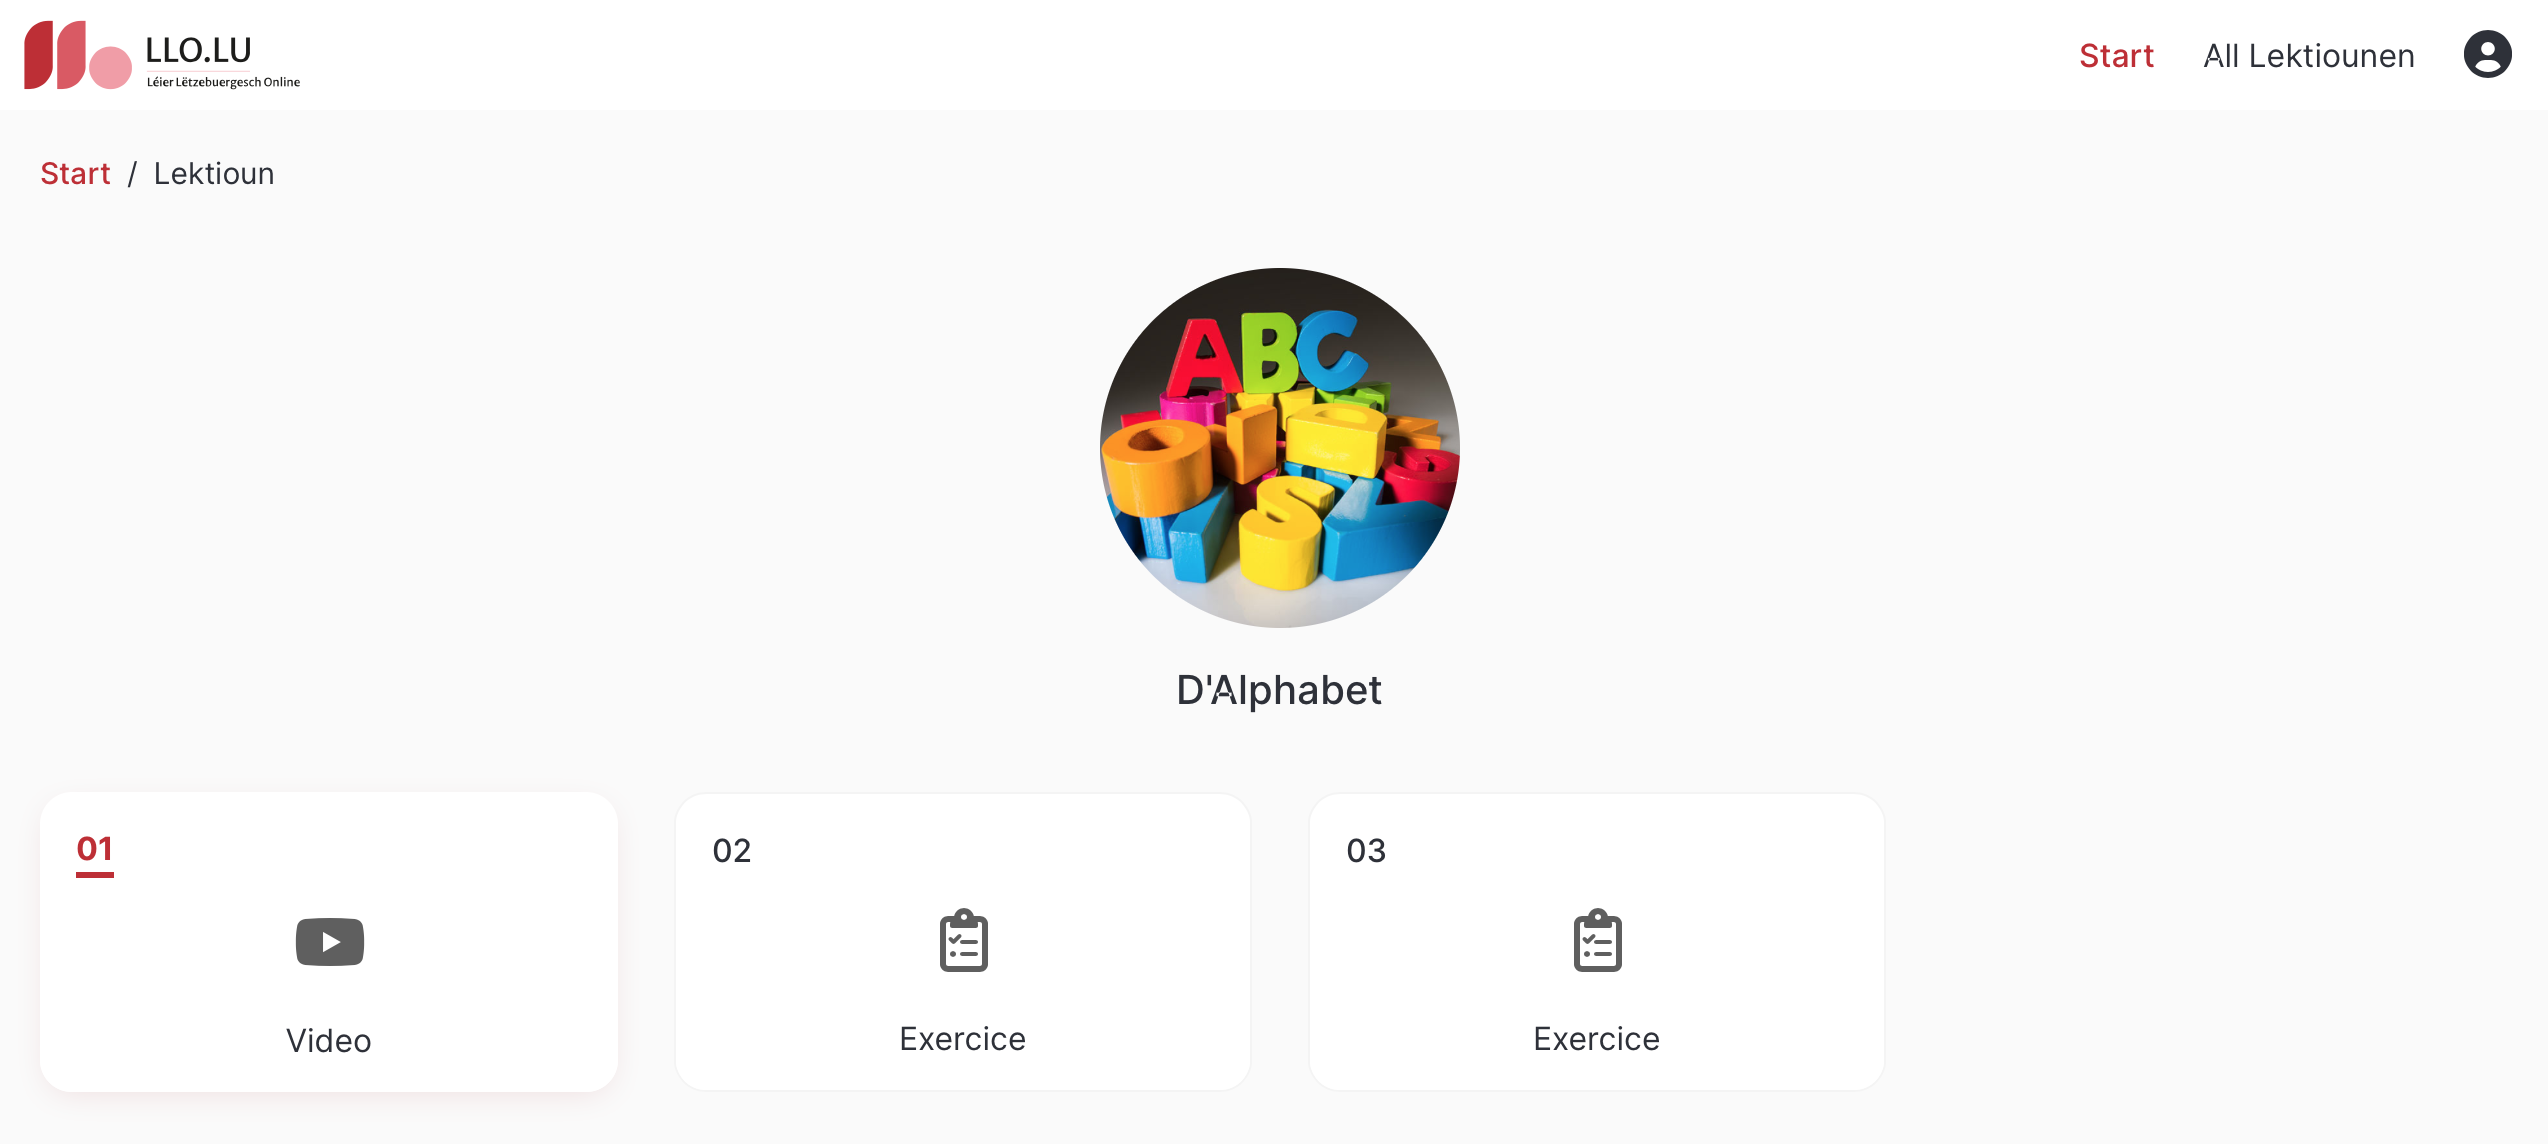 LLO.LU
Léier Lëtzebuergesch Online
Start
All Lektiounen
Start / Lektioun
ABC
D'Alphabet
01
02
03
Video
Exercice
Exercice